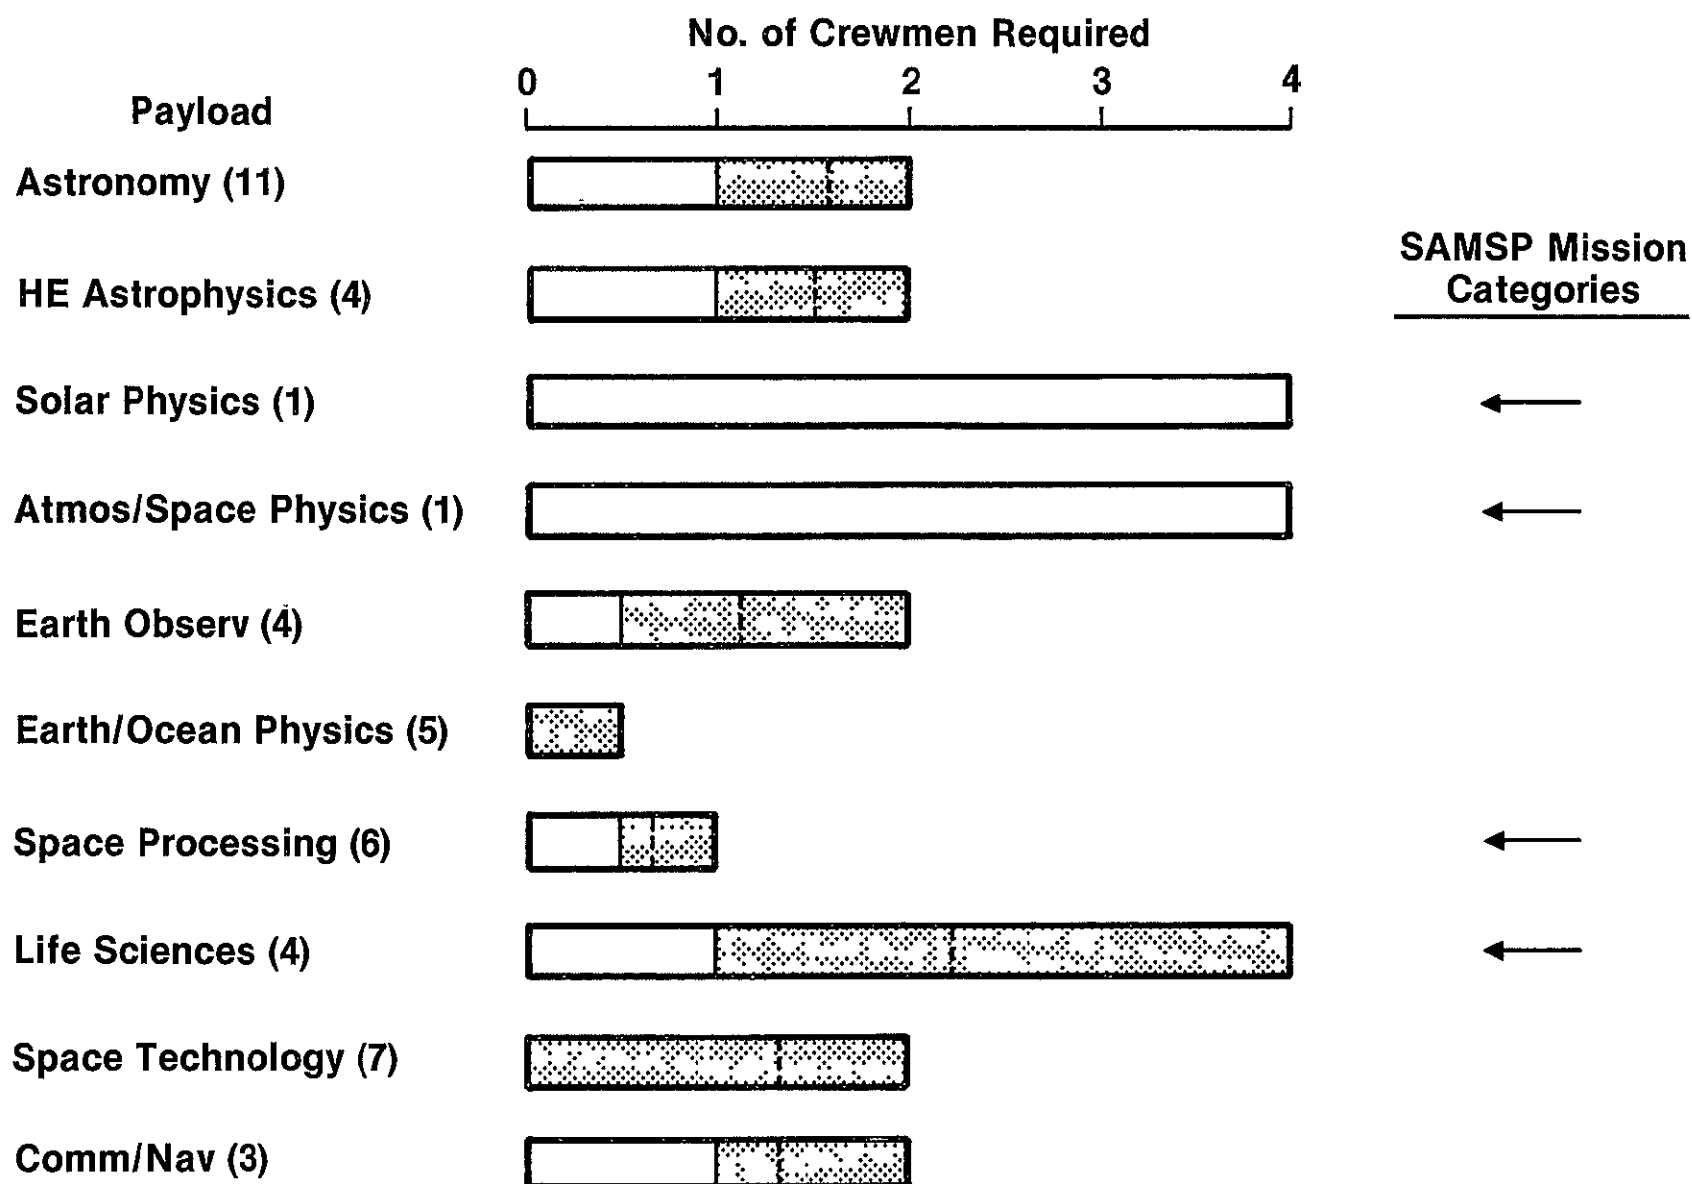 No. of Crewmen Required
0 1 2 3 4
Payload
Astronomy (11)
SAMSP Mission
Categories
HE Astrophysics (4)
Solar Physics (1)
Atmos/Space Physics (1)
Earth Observ (4)
Earth/Ocean Physics (5)
Space Processing (6)
Life Sciences (4)
Space Technology (7)
Comm/Nav (3)